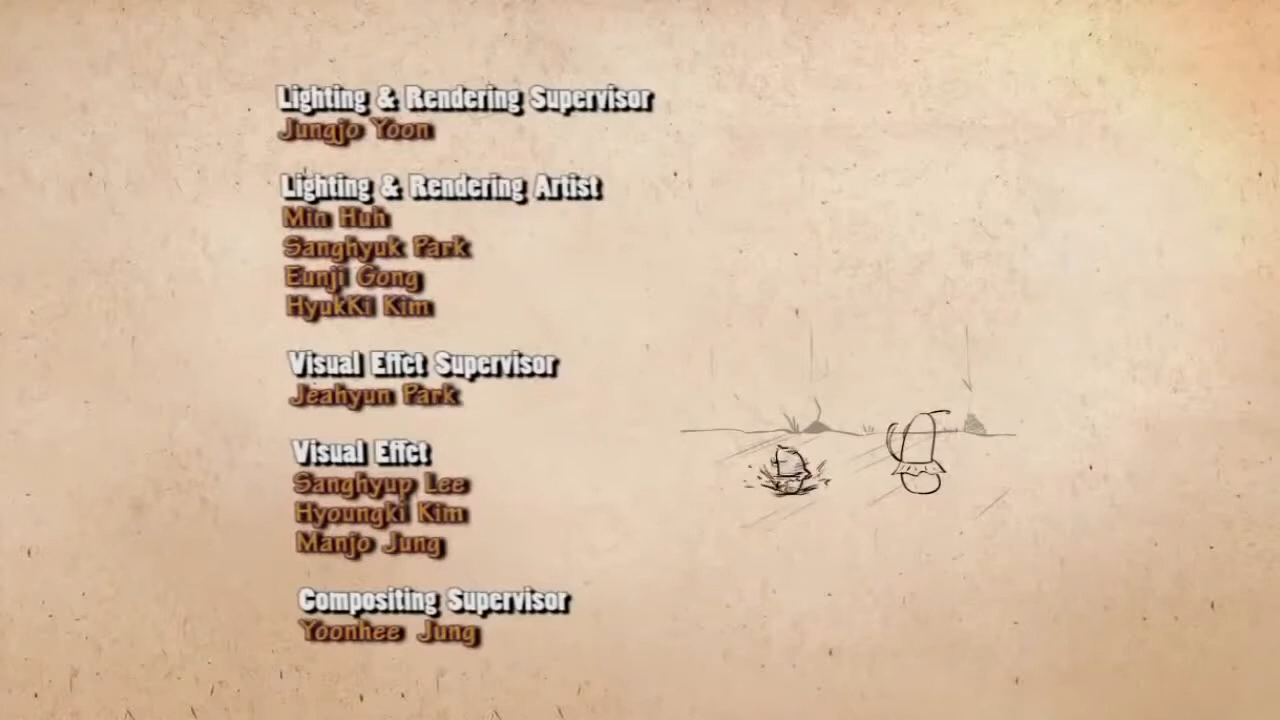 Lighting & Rendering Supervisor
Jungjo Yoon
Lighting & Rendering Artist
Min Huh
Sanghyuk Park
Eunji Gong
HyukKi Kim
Visual Effct Supervisor
Jeahyun Park
Visual Effct
Sanghyup Lee
Hyoungki Kim
Manjo Jung
Compositing Supervisor
Yoonhee Jung